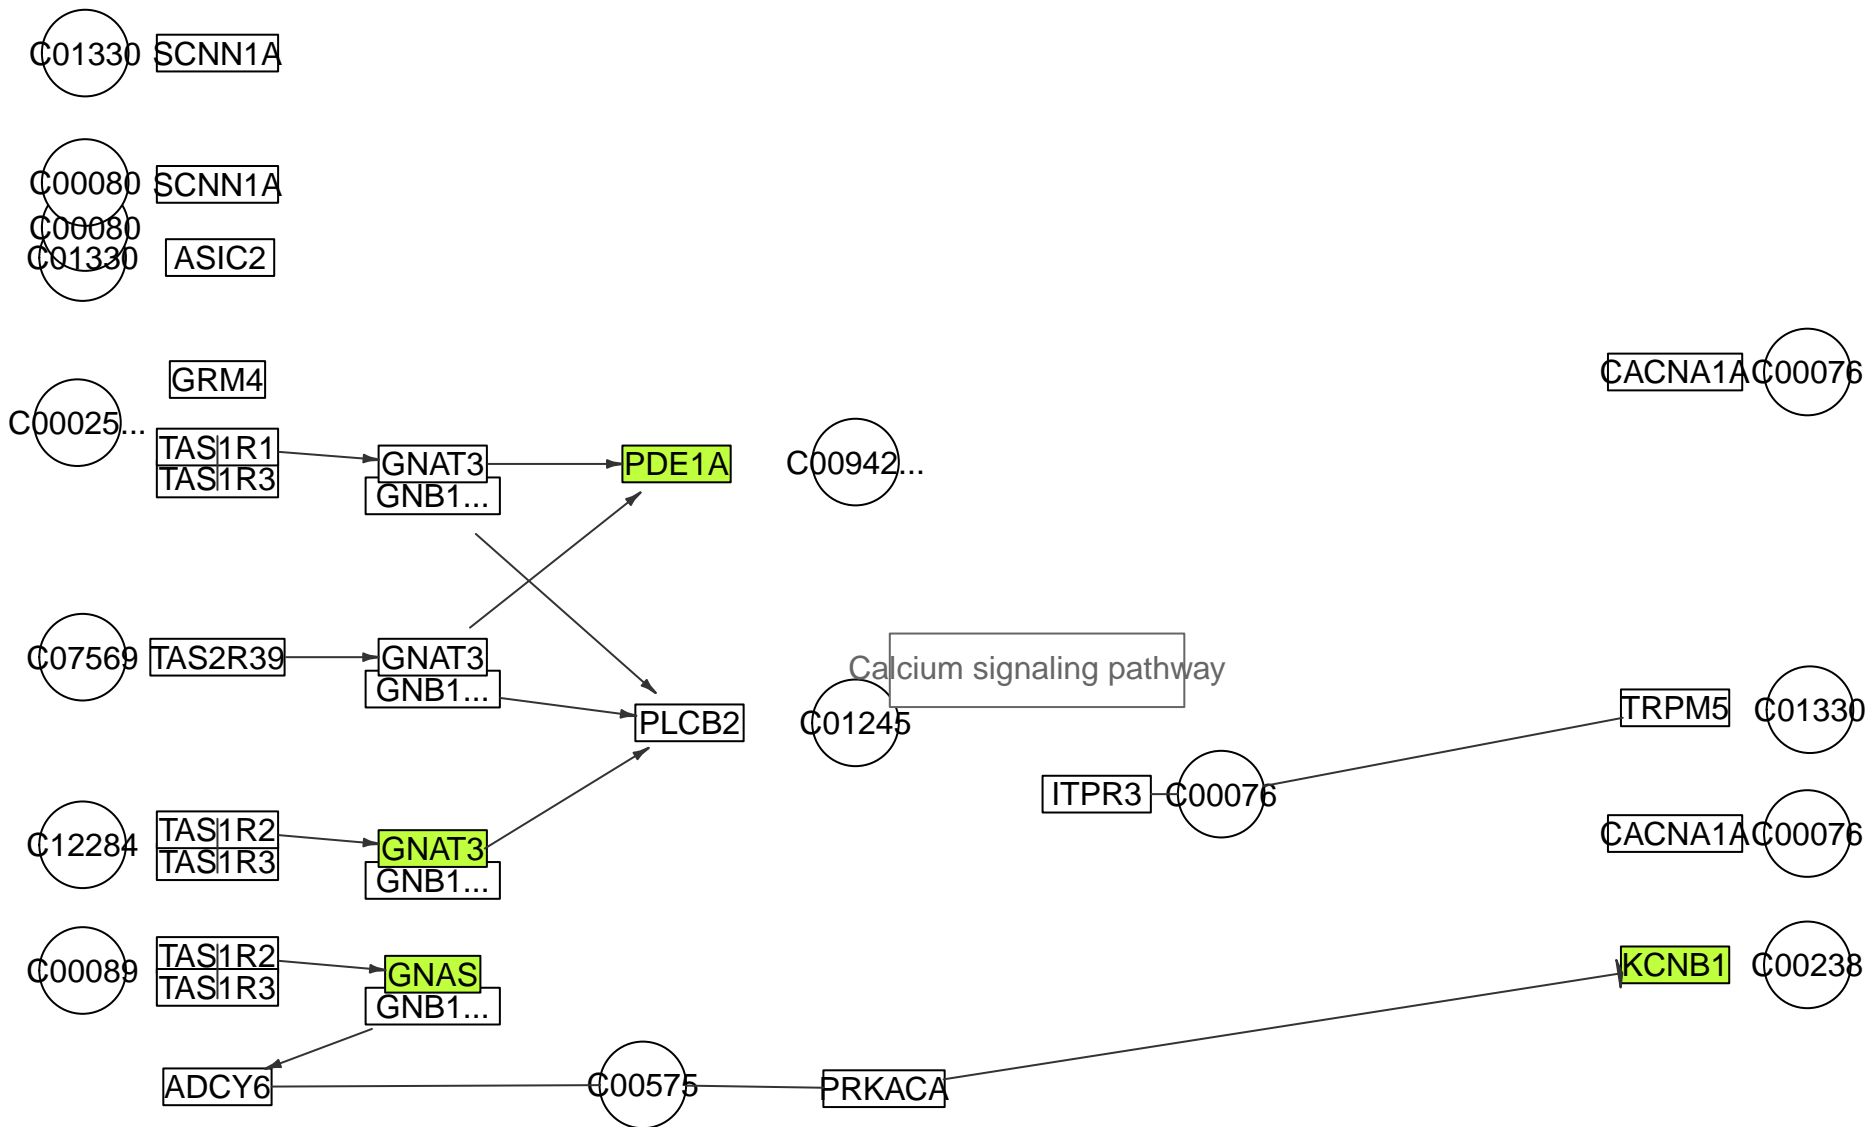 C01330 SCNN1A
C00080 SCNN1A
C00080
C01330 ASIC2
GRM4
CACNA1A C00076
C00025...
TAS1R1
TAS1R3
GNAT3
GNB1...
PDE1A
C00942...
C07569 TAS2R39
GNAT3
GNB1...
Calcium signaling pathway
PLCB2
C01245
TRPM5 C01330
ITPR3 C00076
C12284
TAS1R2
TAS1R3
GNAT3
GNB1...
CACNA1A C00076
C00089
TAS1R2
TAS1R3
GNAS
GNB1...
KCNB1 C00238
ADCY6
C00575
PRKACA